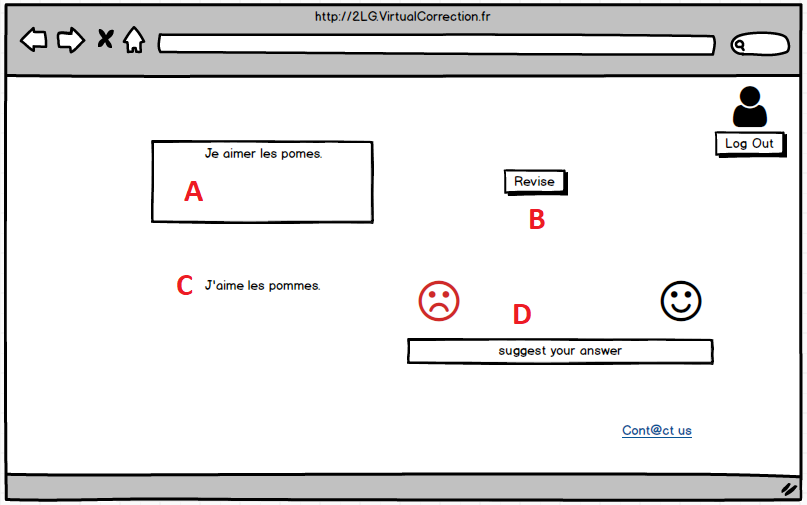 http://2LG.VirtualCorrection.fr
Log Out
Je aimer les pomes.
Revise
A
B
C J'aime les pommes.
D
suggest your answer
Cont@ct us